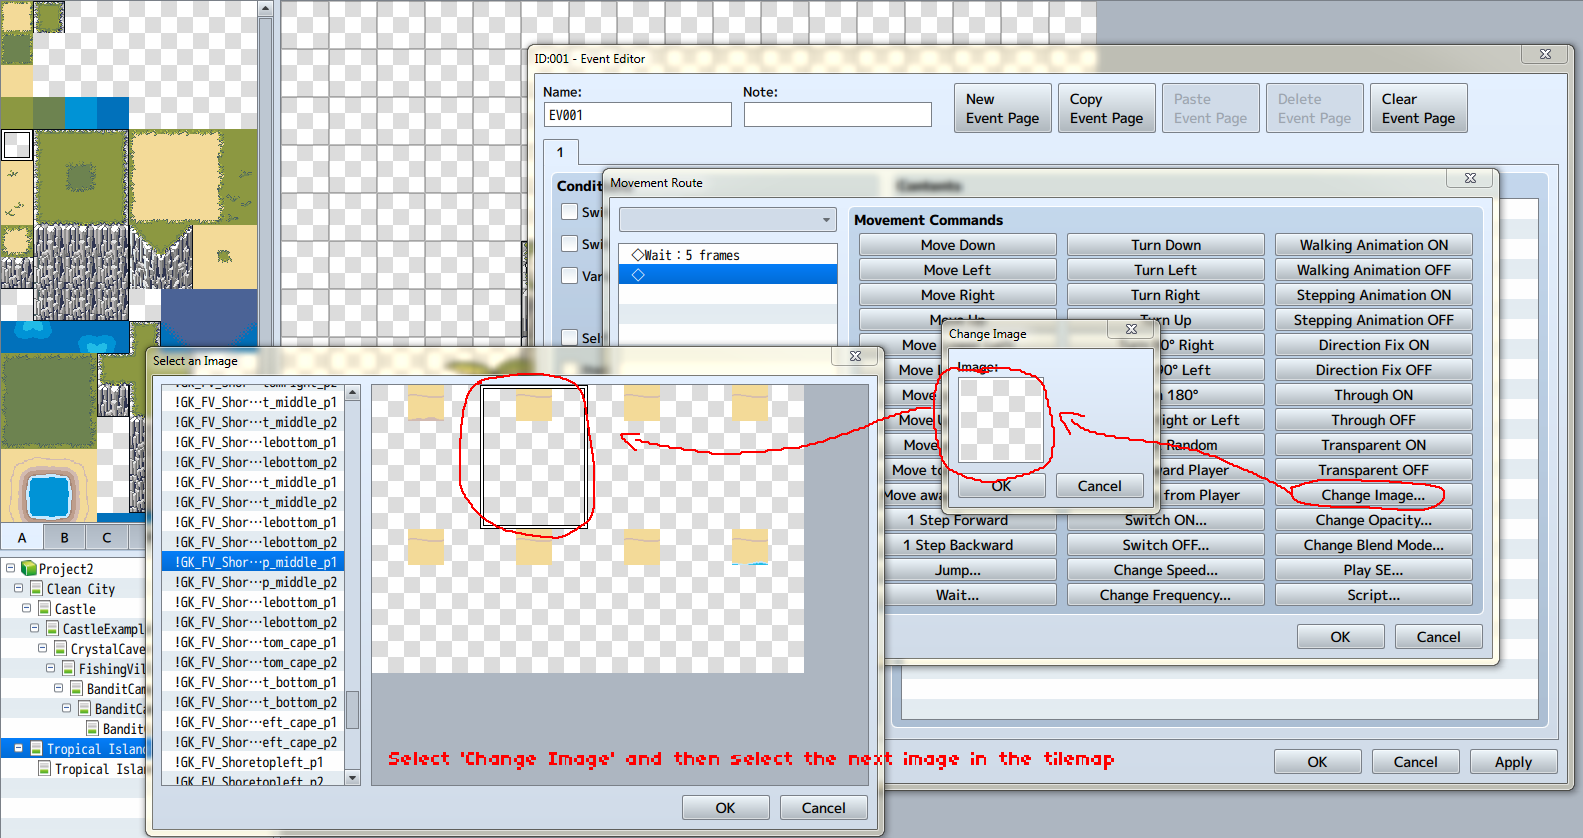 ID:001 - Event Editor
Name:
Note:
EV001
New
Event Page
Copy
Event Page
Paste
Event Page
Delete
Event Page
Clear
Event Page
1
Condit
Contents
Swi
Swi
Var
Sel
Movement Route
◇Wait：5 frames
◇
Movement Commands
Move Down
Turn Down
Walking Animation ON
Move Left
Turn Left
Walking Animation OFF
Move Right
Turn Right
Stepping Animation ON
Move Up
Turn Up
Stepping Animation OFF
Move
0° Right
Direction Fix ON
Move L
90° Left
Direction Fix OFF
Move
180°
Through ON
Move U
ight or Left
Through OFF
Move
Random
Transparent ON
Move to
ard Player
Transparent OFF
Move awa
from Player
Change Image...
1 Step Forward
Switch ON...
Change Opacity...
1 Step Backward
Switch OFF...
Change Blend Mode...
Jump...
Change Speed...
Play SE...
Wait...
Change Frequency...
Script...
OK
Cancel
Change Image
Image:
OK
Cancel
Select an Image
!GK_FV_Shor…tomright_p2
!GK_FV_Shor…t_middle_p1
!GK_FV_Shor…t_middle_p2
!GK_FV_Shor…lebottom_p1
!GK_FV_Shor…lebottom_p2
!GK_FV_Shor…t_middle_p1
!GK_FV_Shor…t_middle_p2
!GK_FV_Shor…lebottom_p1
!GK_FV_Shor…lebottom_p2
!GK_FV_Shor…p_middle_p1
!GK_FV_Shor…p_middle_p2
!GK_FV_Shor…lebottom_p1
!GK_FV_Shor…lebottom_p2
!GK_FV_Shor…tom_cape_p1
!GK_FV_Shor…tom_cape_p2
!GK_FV_Shor…t_bottom_p1
!GK_FV_Shor…t_bottom_p2
!GK_FV_Shor…eft_cape_p1
!GK_FV_Shor…eft_cape_p2
!GK_FV_Shoretopleft_p1
!GK_FV_Shoretopleft_p2
Select 'Change Image' and then select the next image in the tilemap
OK
Cancel
A
B
C
Project2
Clean City
Castle
CastleExampl
CrystalCave
FishingVil
BanditCam
BanditCa
Bandit
Tropical Island
Tropical Islan
OK
Cancel
Apply